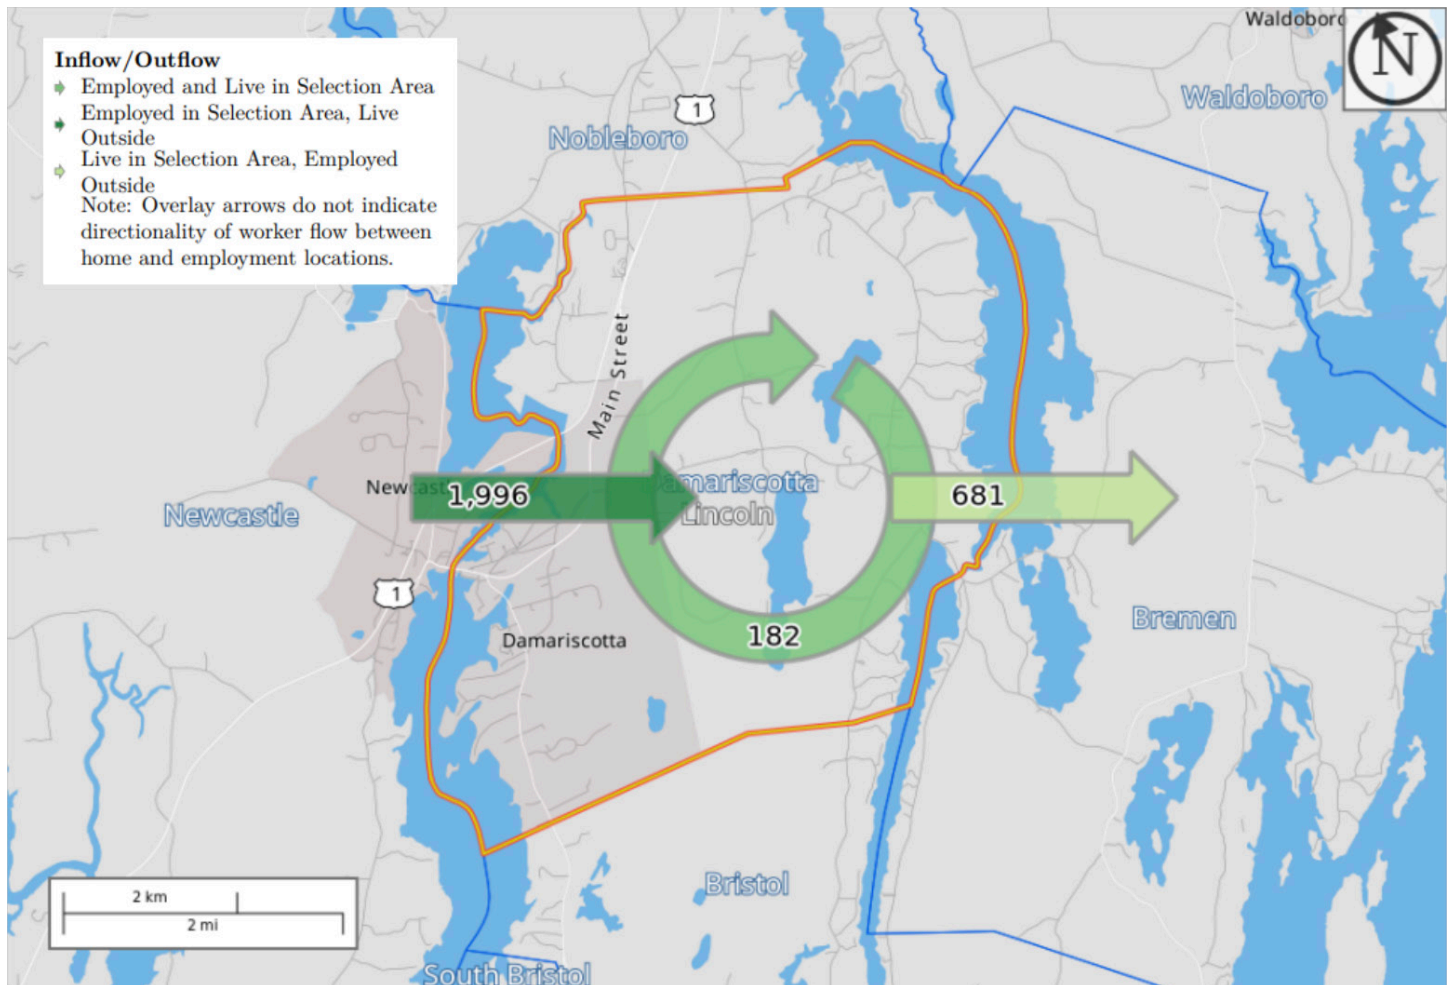 Inflow/Outflow
Employed and Live in Selection Area
Employed in Selection Area, Live
Outside
Live in Selection Area, Employed
Outside
Note: Overlay arrows do not indicate
directionality of worker flow between
home and employment locations.
Waldoboro
N
Waldoboro
1
Nobleboro
Main Street
Newcast
1,996
Damariscotta
Lincoln
681
Newcastle
1
182
Damariscotta
Bremen
Bristol
2 km
2 mi
South Bristol